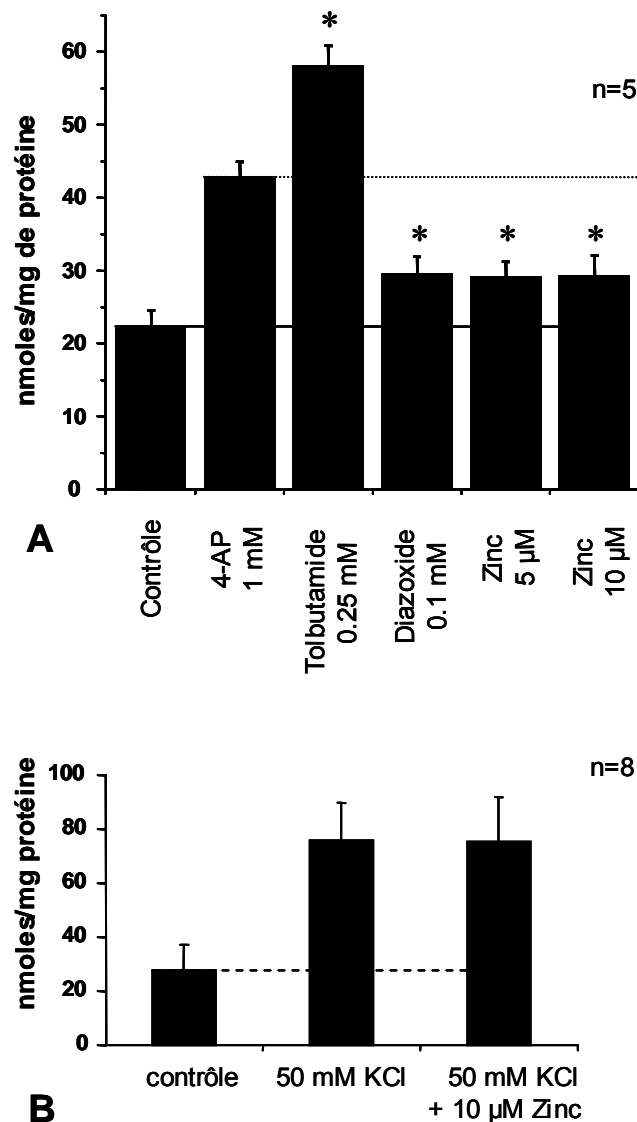 nmoles/mg de protéine
60
50
40
30
20
10
0
*
*
*
*
n=5
Contrôle
4-AP
1 mM
Tolbutamide
0.25 mM
Diazoxide
0.1 mM
Zinc
5 µM
Zinc
10 µM
A
nmoles/mg protéine
100
80
60
40
20
0
n=8
contrôle
50 mM KCl
50 mM KCl
+ 10 µM Zinc
B